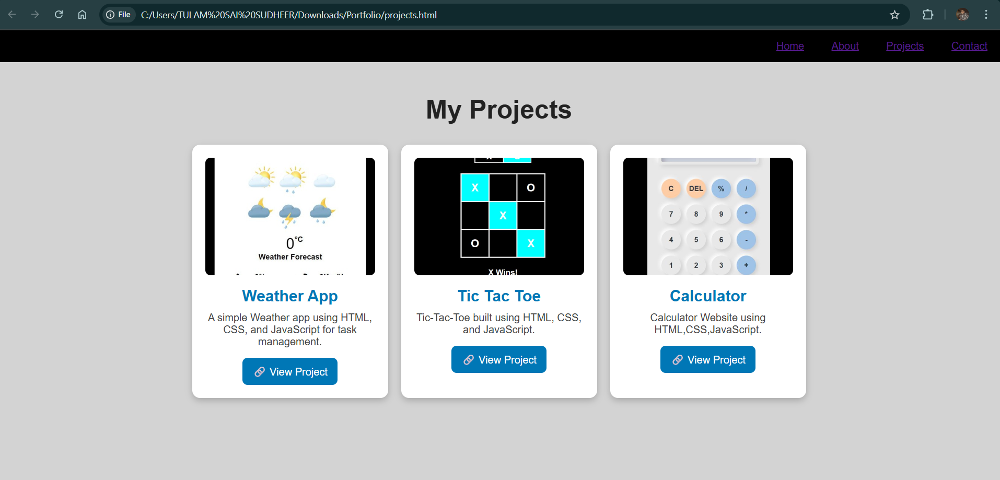 File C:/Users/TULAM%20SAI%20SUDHEER/Downloads/Portfolio/projects.html
Home About Projects Contact
My Projects
0°C
Weather Forecast
Weather App
A simple Weather app using HTML,
CSS, and JavaScript for task
management.
🔗 View Project
X O
X
O X
X Wins!
Tic Tac Toe
Tic-Tac-Toe built using HTML, CSS,
and JavaScript.
🔗 View Project
C DEL % /
7 8 9 *
4 5 6 -
1 2 3 +
Calculator
Calculator Website using
HTML,CSS,JavaScript.
🔗 View Project